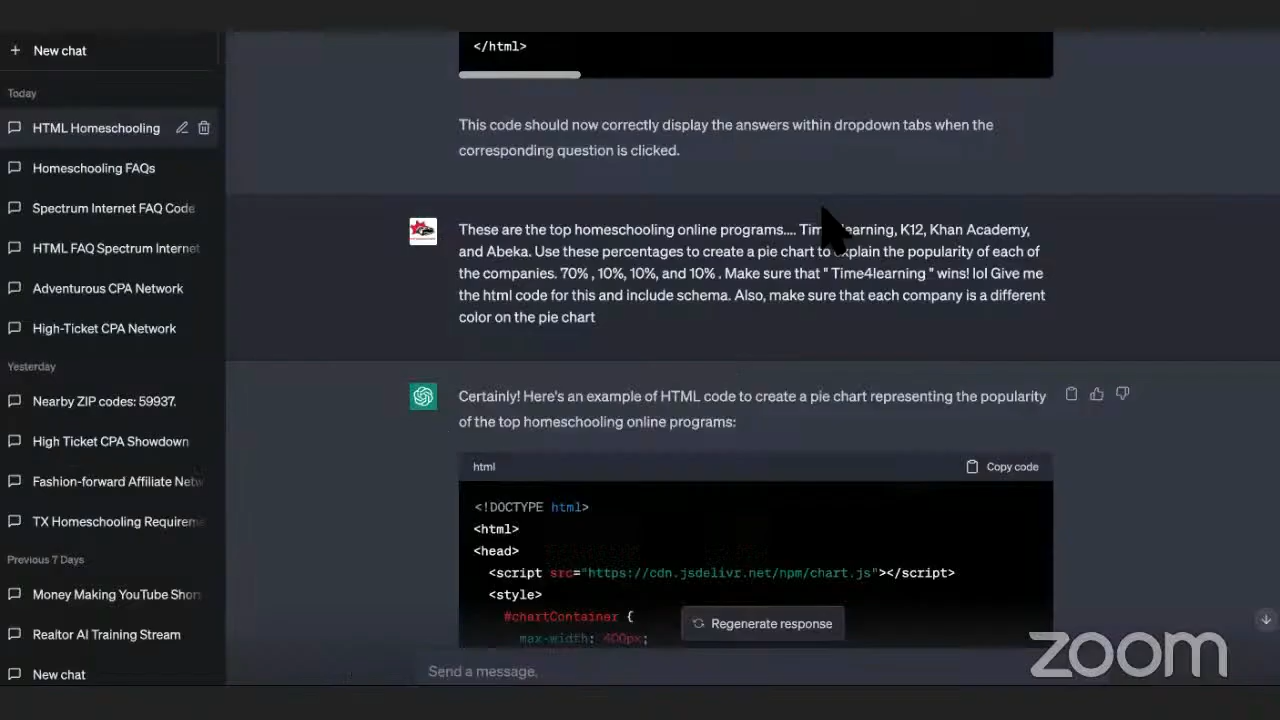 New chat
Today
HTML Homeschooling
Homeschooling FAQs
Spectrum Internet FAQ Code
HTML FAQ Spectrum Internet
Adventurous CPA Network
High-Ticket CPA Network
Yesterday
Nearby ZIP codes: 59937.
High Ticket CPA Showdown
Fashion-forward Affiliate Netw
TX Homeschooling Requireme
Previous 7 Days
Money Making YouTube Shor
Realtor AI Training Stream
New chat
</html>
This code should now correctly display the answers within dropdown tabs when the
corresponding question is clicked.
These are the top homeschooling online programs.... Tim earning, K12, Khan Academy,
and Abeka. Use these percentages to create a pie chart to explain the popularity of each of
the companies. 70% , 10%, 10%, and 10% . Make sure that " Time4learning " wins! lol Give me
the html code for this and include schema. Also, make sure that each company is a different
color on the pie chart
Certainly! Here's an example of HTML code to create a pie chart representing the popularity
of the top homeschooling online programs:
html
Copy code
<!DOCTYPE html>
<html>
<head>
<script src="https://cdn.jsdelivr.net/npm/chart.js"></script>
<style>
#chartContainer {
max-width: 400px;
Regenerate response
Send a message.
zoom